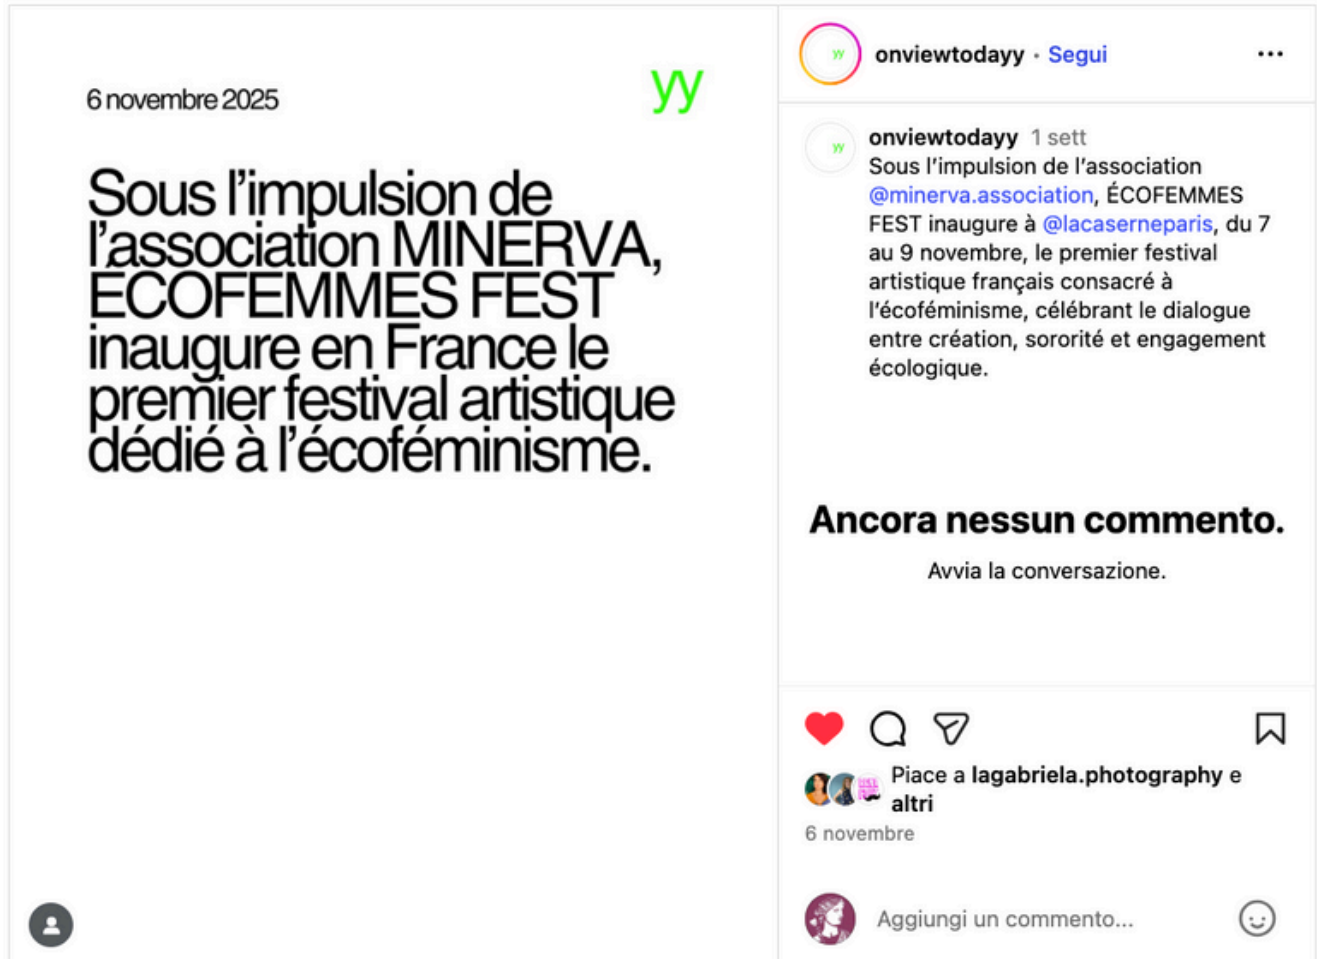 6 novembre 2025
yy
Sous l’impulsion de
l’association MINERVA,
ÉCOFEMMES FEST
inaugure en France le
premier festival artistique
dédié à l’écoféminisme.
yy
onviewtodayy • Segui
yy
onviewtodayy 1 sett
Sous l’impulsion de l’association
@minerva.association, ÉCOFEMMES
FEST inaugure à @lacaserneparis, du 7
au 9 novembre, le premier festival
artistique français consacré à
l’écoféminisme, célébrant le dialogue
entre création, sororité et engagement
écologique.
Ancora nessun commento.
Avvia la conversazione.
Piace a lagabriela.photography e
altri
6 novembre
Aggiungi un commento...